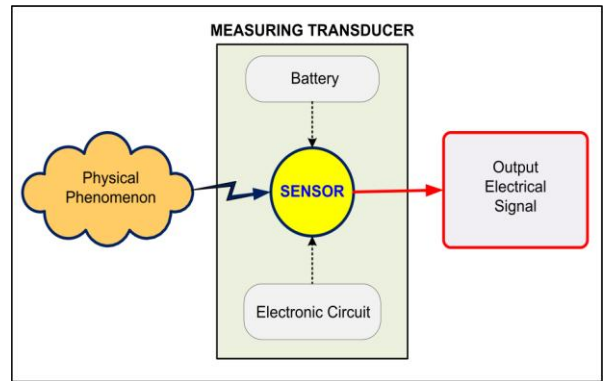 MEASURING TRANSDUCER
Battery
Physical
Phenomenon
SENSOR
Output
Electrical
Signal
Electronic Circuit